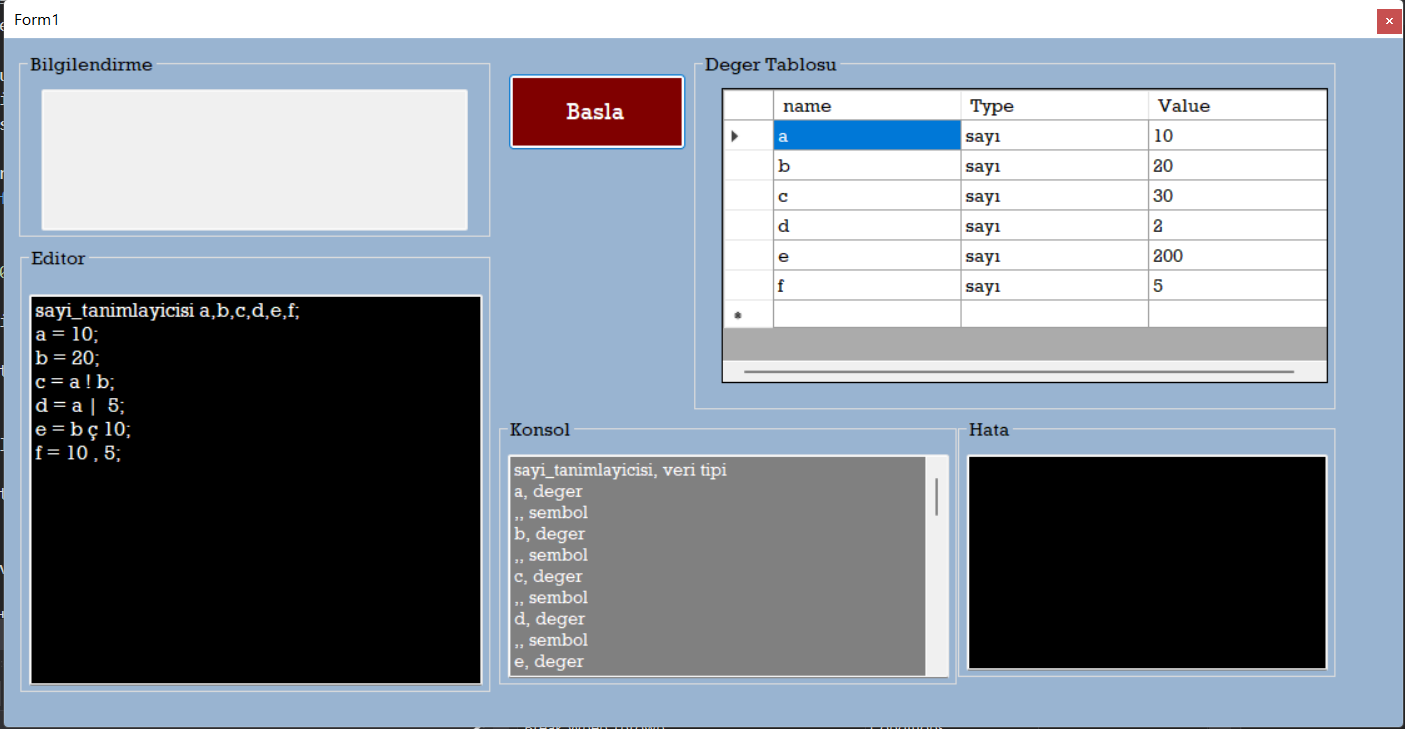 Form1
Bilgilendirme
Basla
Deger Tablosu
name Type Value
a sayı 10
b sayı 20
c sayı 30
d sayı 2
e sayı 200
f sayı 5
Editor
sayi_tanimlayicisi a,b,c,d,e,f;
a = 10;
b = 20;
c = a ! b;
d = a | 5;
e = b ç 10;
f = 10 , 5;
Konsol
sayi_tanimlayicisi, veri tipi
a, deger
,, sembol
b, deger
,, sembol
c, deger
,, sembol
d, deger
,, sembol
e, deger
Hata